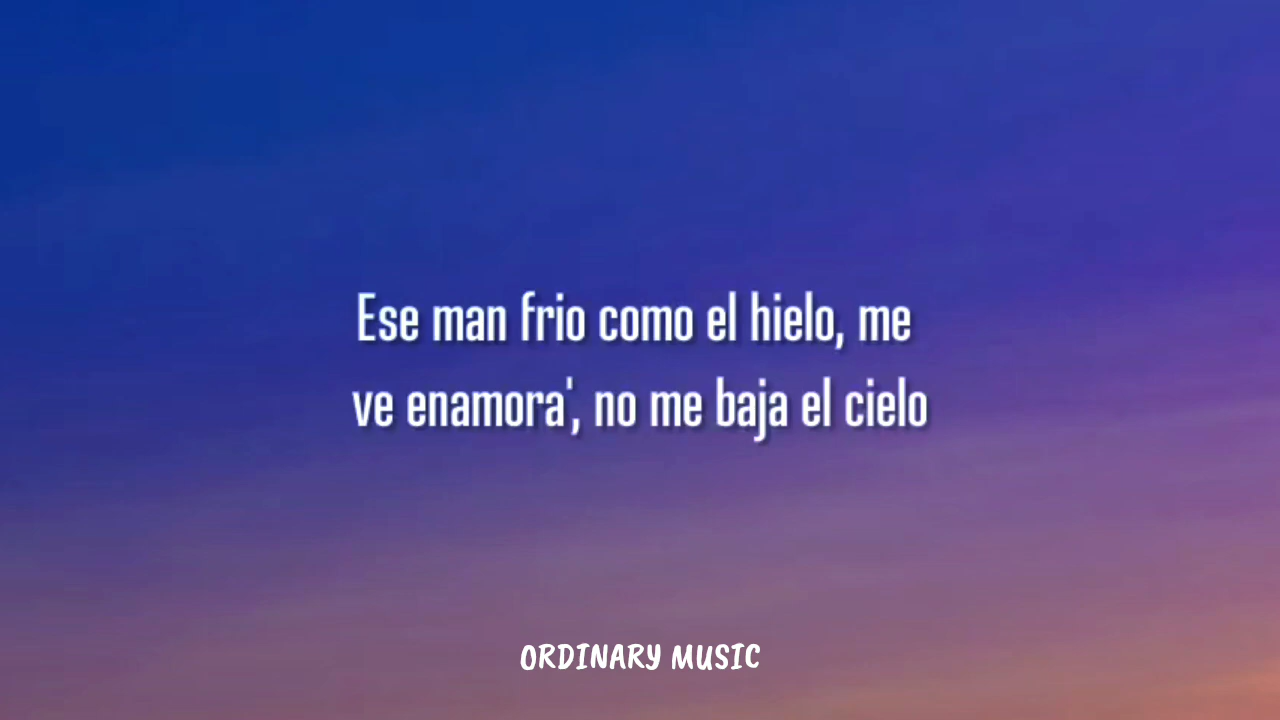 Ese man frio como el hielo, me
ve enamora', no me baja el cielo
ORDINARY MUSIC